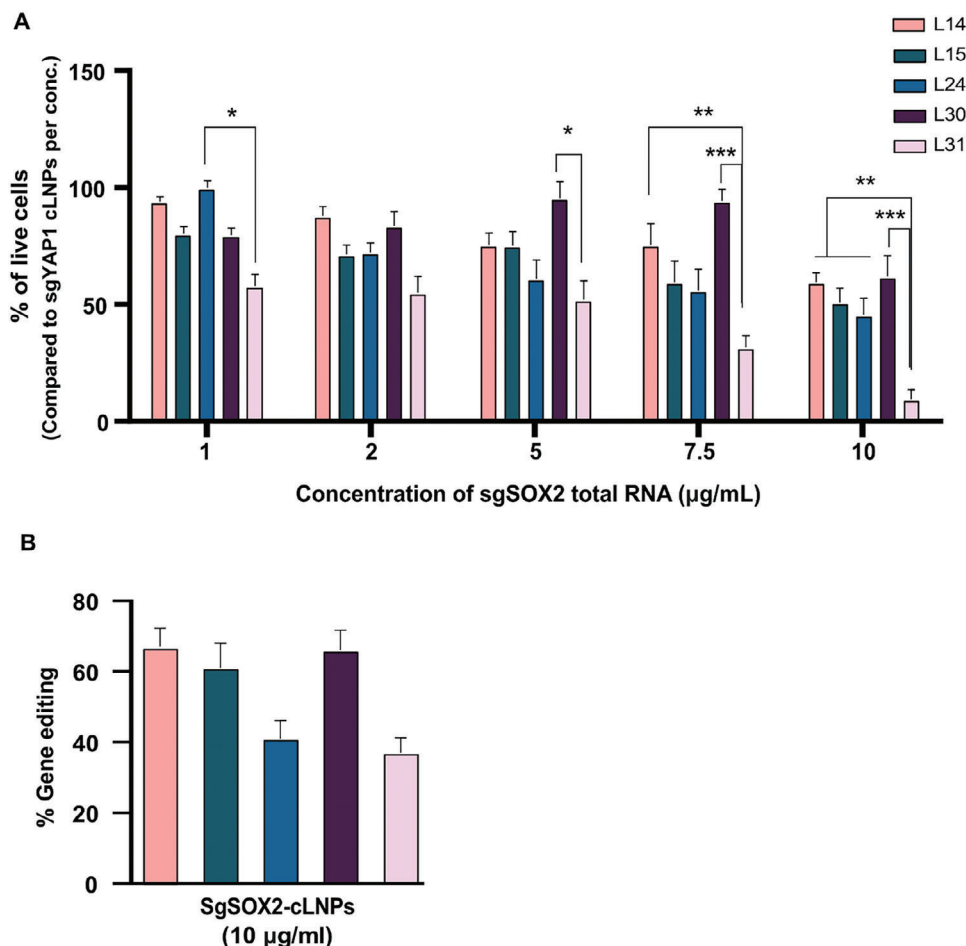 A
L14
L15
L24
L30
L31
% of live cells
(Compared to sgYAP1 cLNPs per conc.)
150
100
50
0
*
*
**
***
**
***
1
2
5
7.5
10
Concentration of sgSOX2 total RNA (µg/mL)
B
% Gene editing
80
60
40
20
0
SgSOX2-cLNPs
(10 µg/ml)